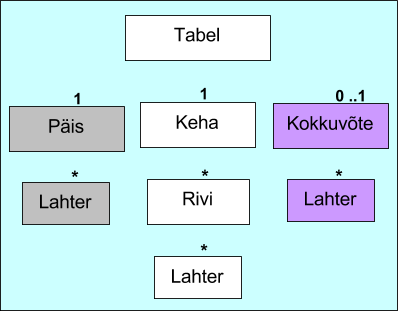 Tabel
1
1
0 ..1
Päis
Keha
Kokkuvõte
*
*
*
Lahter
Rivi
Lahter
*
Lahter